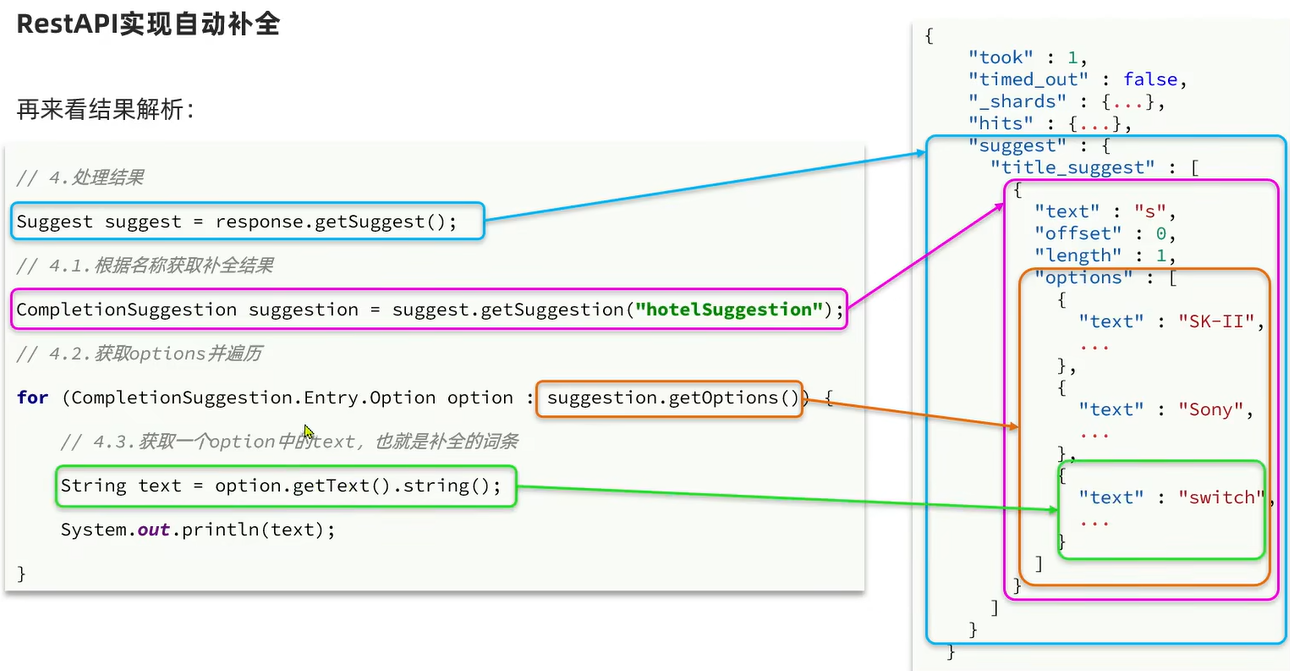 RestAPI实现自动补全
再来看结果解析：
// 4.处理结果
Suggest suggest = response.getSuggest();
// 4.1.根据名称获取补全结果
CompletionSuggestion suggestion = suggest.getSuggestion("hotelSuggestion");
// 4.2.获取options并遍历
for (CompletionSuggestion.Entry.Option option : suggestion.getOptions()) {
// 4.3.获取一个option中的text，也就是补全的词条
String text = option.getText().string();
System.out.println(text);
}
{
"took" : 1,
"timed_out" : false,
"_shards" : {...},
"hits" : {...},
"suggest" : {
"title_suggest" : [
{
"text" : "s",
"offset" : 0,
"length" : 1,
"options" : [
{
"text" : "SK-II",
...
},
{
"text" : "Sony",
...
},
{
"text" : "switch",
...
}
]
}
]
}
}